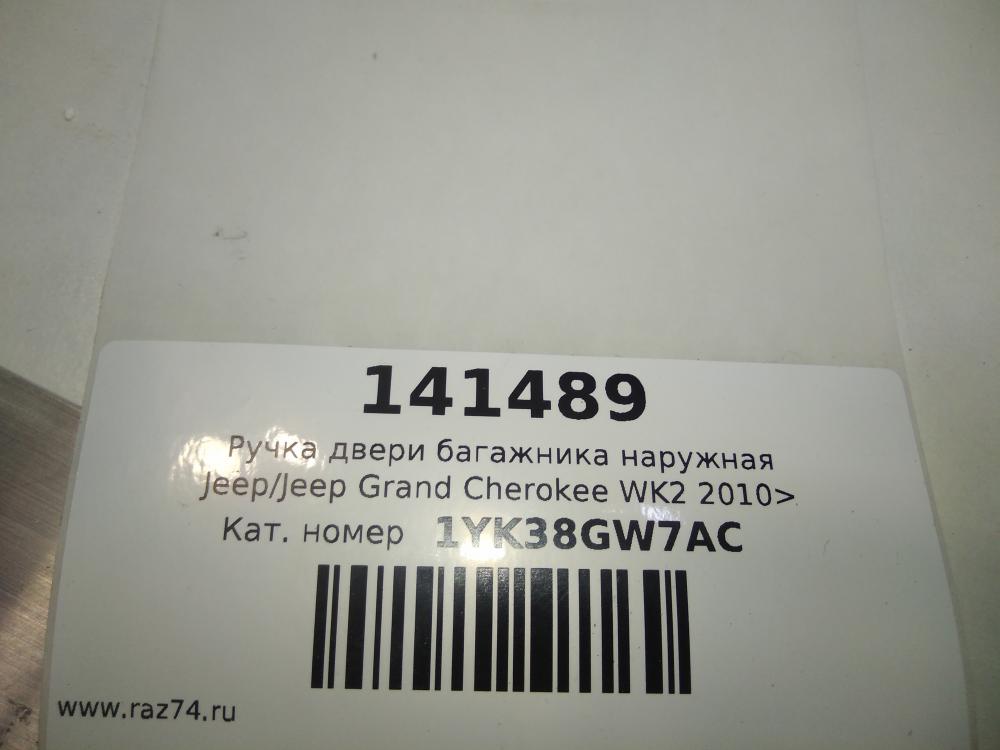 141489
Ручка двери багажника наружная
Jeep/Jeep Grand Cherokee WK2 2010>
Кат. номер 1YK38GW7AC
www.raz74.ru